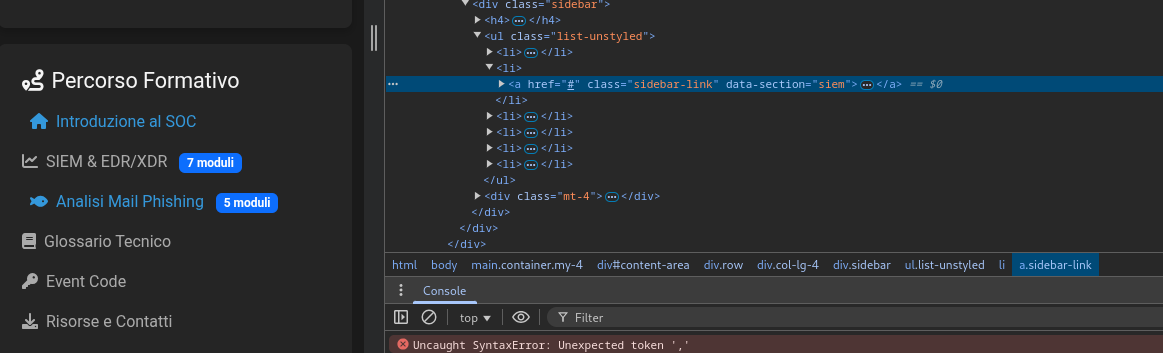 Percorso Formativo
Introduzione al SOC
SIEM & EDR/XDR 7 moduli
Analisi Mail Phishing 5 moduli
Glossario Tecnico
Event Code
Risorse e Contatti
<div class="sidebar">
<h4>…</h4>
<ul class="list-unstyled">
<li>…</li>
<li>
<a href="#" class="sidebar-link" data-section="siem">…</a> == $0
</li>
<li>…</li>
<li>…</li>
<li>…</li>
<li>…</li>
</ul>
<div class="mt-4">…</div>
</div>
</div>
</div>
html body main.container.my-4 div#content-area div.row div.col-lg-4 div.sidebar ul.list-unstyled li a.sidebar-link
Console
top Filter
Uncaught SyntaxError: Unexpected token ','